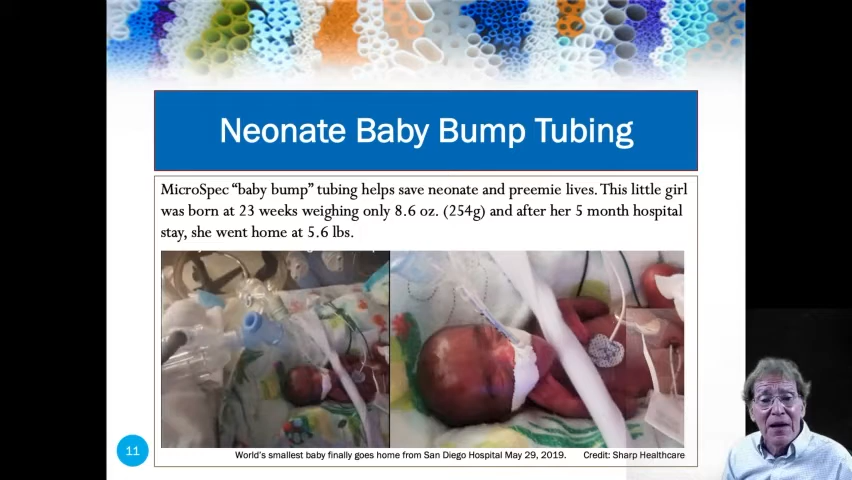 Neonate Baby Bump Tubing
MicroSpec “baby bump” tubing helps save neonate and preemie lives. This little girl
was born at 23 weeks weighing only 8.6 oz. (254g) and after her 5 month hospital
stay, she went home at 5.6 lbs.
11
World's smallest baby finally goes home from San Diego Hospital May 29, 2019. Credit: Sharp Healthcare